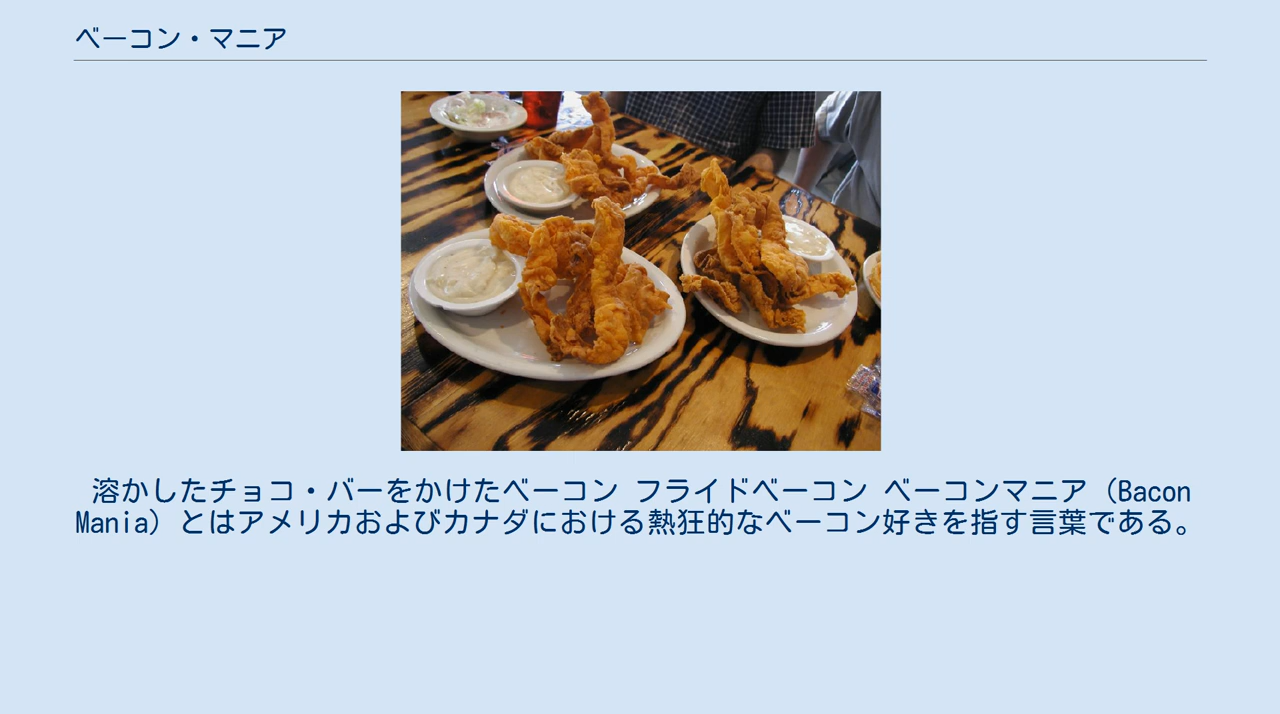 ベーコン・マニア
溶かしたチョコ・バーをかけたベーコン フライドベーコン ベーコンマニア（Bacon
Mania）とはアメリカおよびカナダにおける熱狂的なベーコン好きを指す言葉である。